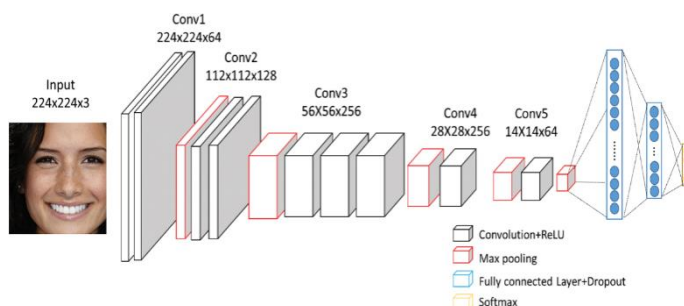 Conv1
224x224x64
Conv2
112x112x128
Input
224x224x3
Conv3
56X56x256
Conv4
28X28x256
Conv5
14X14x64
Convolution+ReLU
Max pooling
Fully connected Layer+Dropout
Softmax